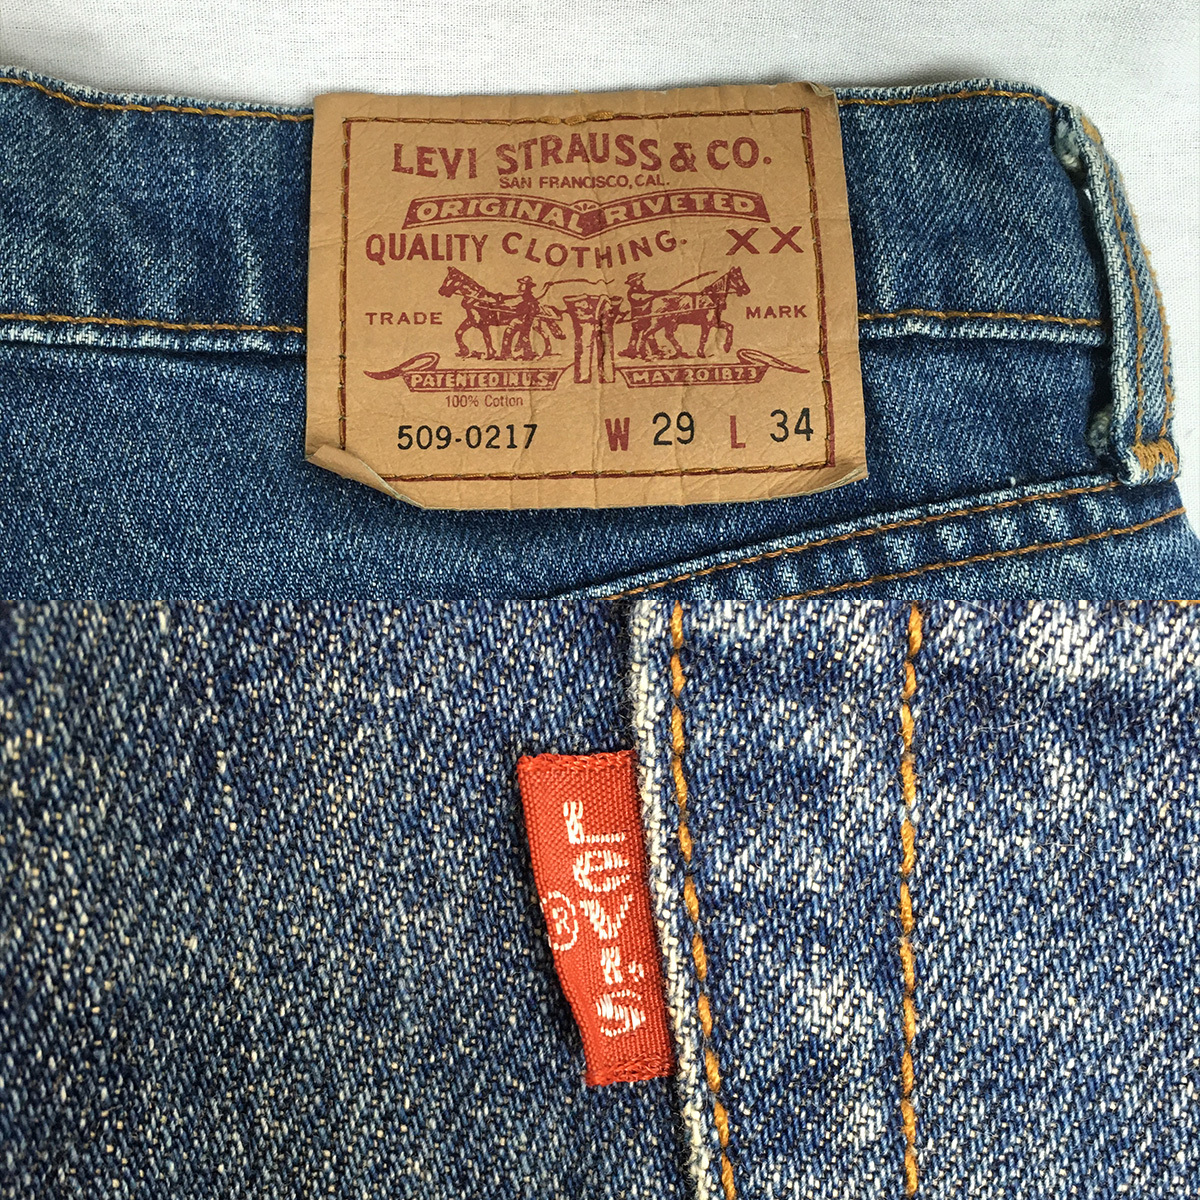 LEVI STRAUSS & CO.
SAN FRANCISCO, CAL.
ORIGINAL RIVETED
QUALITY CLOTHING. XX
TRADE MARK
PATENTED IN U.S. MAY 20 1873
100% Cotton
509-0217 W 29 L 34
LEVI'S
®